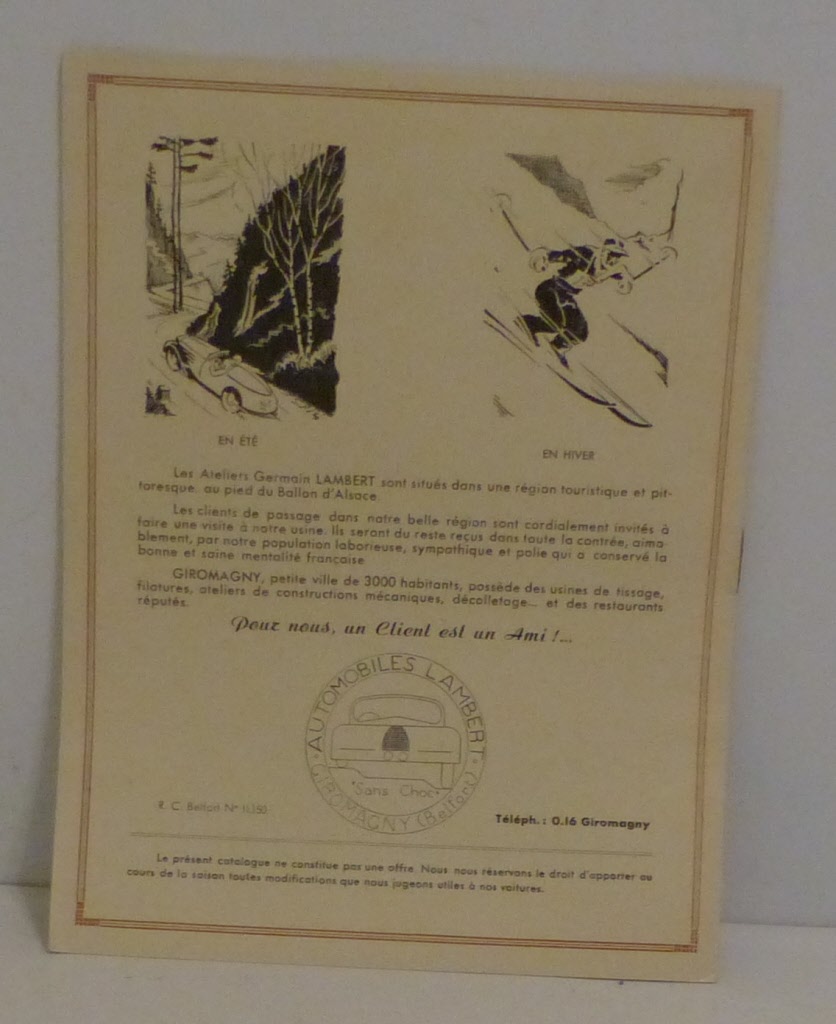 EN ÉTÉ
EN HIVER
Les Ateliers Germain LAMBERT sont situés dans une région touristique et pit-
toresque au pied du Ballon d'Alsace
Les clients de passage dans notre belle région sont cordialement invités à
faire une visite à notre usine. Ils seront du reste reçus dans toute la contrée, aima-
blement, par notre population laborieuse, sympathique et polie qui a conservé la
bonne et saine mentalité française
GIROMAGNY, petite ville de 3000 habitants, possède des usines de tissage,
filatures, ateliers de constructions mécaniques, décolletage... et des restaurants
réputés.
Pour nous, un Client est un Ami !...
AUTOMOBILES LAMBERT
"Sans Choc"
GIROMAGNY (Belfort)
R. C. Belfort N° 11.150
Téléph. : 0.16 Giromagny
Le présent catalogue ne constitue pas une offre. Nous nous réservons le droit d'apporter au
cours de la saison toutes modifications que nous jugeons utiles à nos voitures.